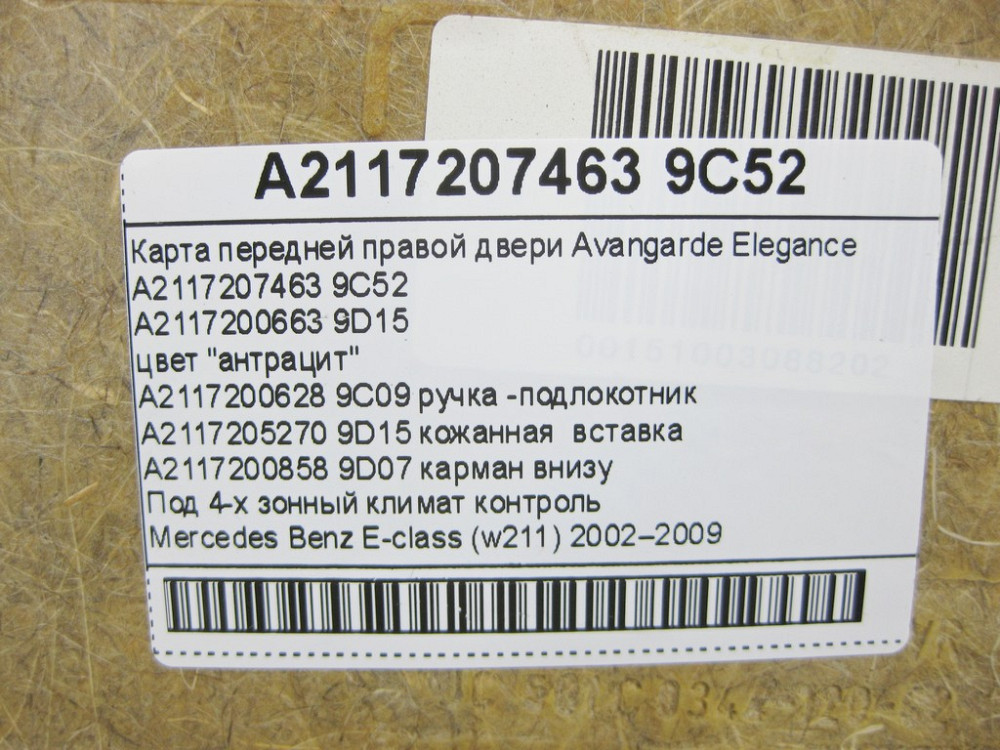 A2117207463 9C52
Карта передней правой двери Avangarde Elegance
A2117207463 9C52
A2117200663 9D15
цвет "антрацит"
A2117200628 9C09 ручка -подлокотник
A2117205270 9D15 кожанная вставка
A2117200858 9D07 карман внизу
Под 4-х зонный климат контроль
Mercedes Benz E-class (w211) 2002–2009
00151003088202